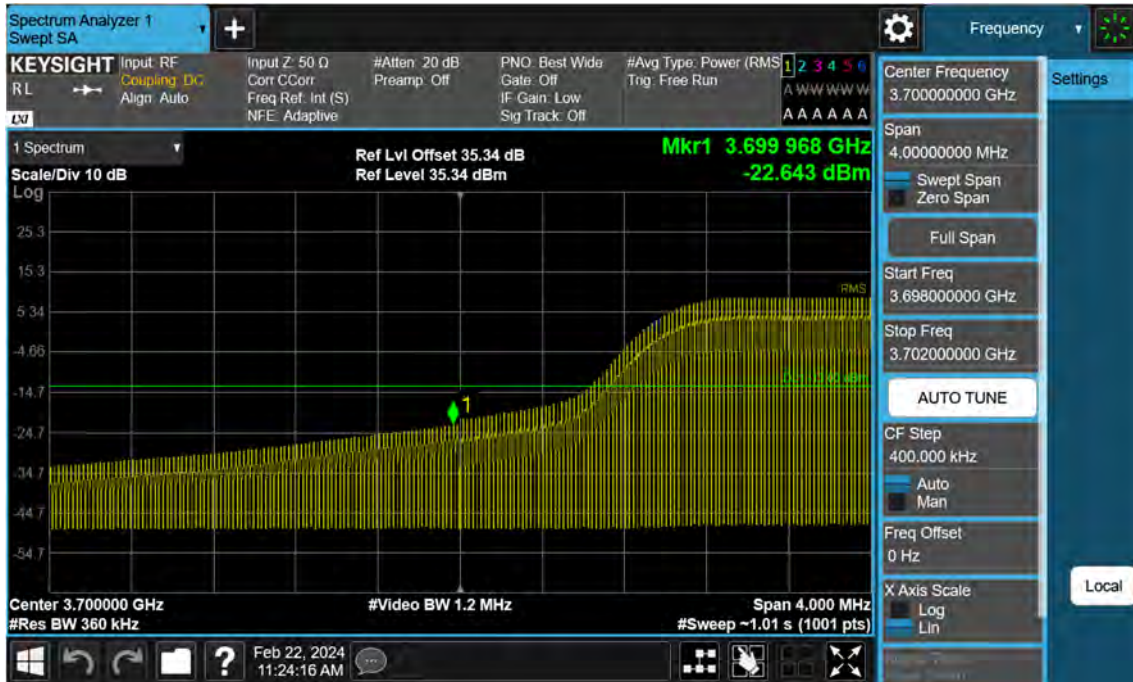 Spectrum Analyzer 1
Swept SA
+
Frequency
KEYSIGHT
RL
LXI
Input: RF
Coupling: DC
Align: Auto
Input Z: 50 Ω
Corr CCorr
Freq Ref: Int (S)
NFE: Adaptive
#Atten: 20 dB
Preamp: Off
PNO: Best Wide
Gate: Off
IF Gain: Low
Sig Track: Off
#Avg Type: Power (RMS
Trig: Free Run
1 2 3 4 5 6
A W W W W W
A A A A A A
1 Spectrum
Scale/Div 10 dB
Ref Lvl Offset 35.34 dB
Ref Level 35.34 dBm
Mkr1 3.699 968 GHz
-22.643 dBm
Log
25.3
15.3
5.34
-4.66
-14.7
-24.7
-34.7
-44.7
-54.7
RMS
1
Center 3.700000 GHz
#Res BW 360 kHz
#Video BW 1.2 MHz
Span 4.000 MHz
#Sweep ~1.01 s (1001 pts)
Center Frequency
3.700000000 GHz
Settings
Span
4.00000000 MHz
Swept Span
Zero Span
Full Span
Start Freq
3.698000000 GHz
Stop Freq
3.702000000 GHz
AUTO TUNE
CF Step
400.000 kHz
Auto
Man
Freq Offset
0 Hz
X Axis Scale
Log
Lin
Local
?
Feb 22, 2024
11:24:16 AM